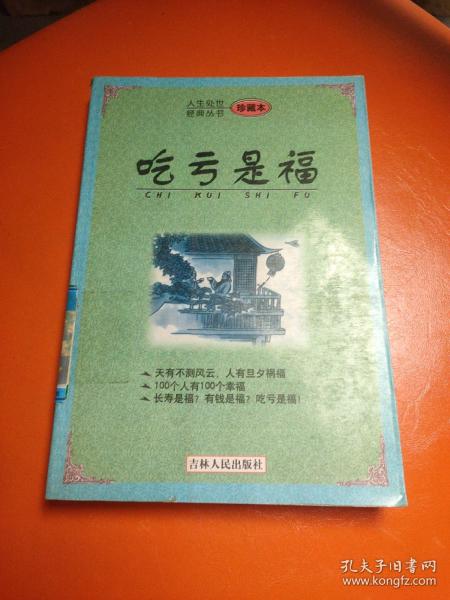 人生处世
经典丛书
珍藏本
吃亏是福
CHI KUI SHI FU
天有不测风云，人有旦夕祸福
100个人有100个幸福
长寿是福？有钱是福？吃亏是福！
吉林人民出版社
孔夫子旧书网
www.kongfz.com